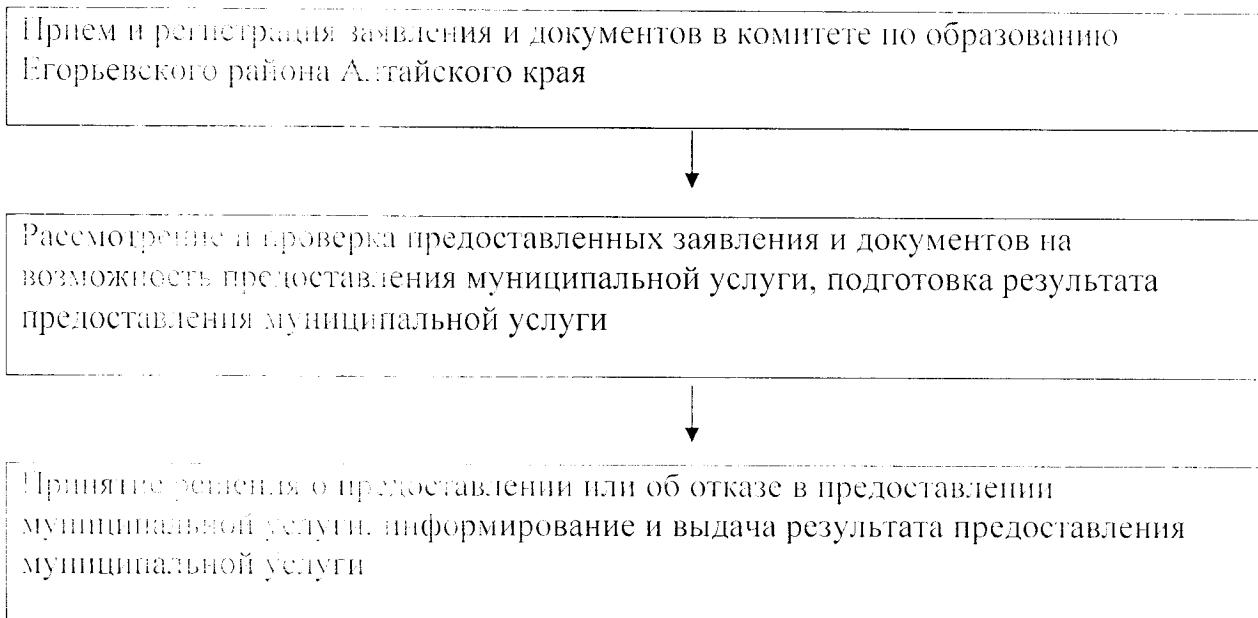 Прием и регистрация заявления и документов в комитете по образованию
Егорьевского района Алтайского края
Рассмотрение и проверка предоставленных заявления и документов на
возможность предоставления муниципальной услуги, подготовка результата
предоставления муниципальной услуги
Принятие решения о предоставлении или об отказе в предоставлении
муниципальной услуги, информирование и выдача результата предоставления
муниципальной услуги